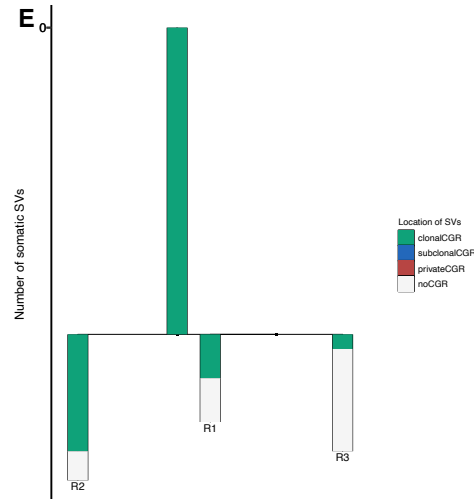 E
0
Number of somatic SVs
Location of SVs
clonalCGR
subclonalCGR
privateCGR
noCGR
R1
R3
R2